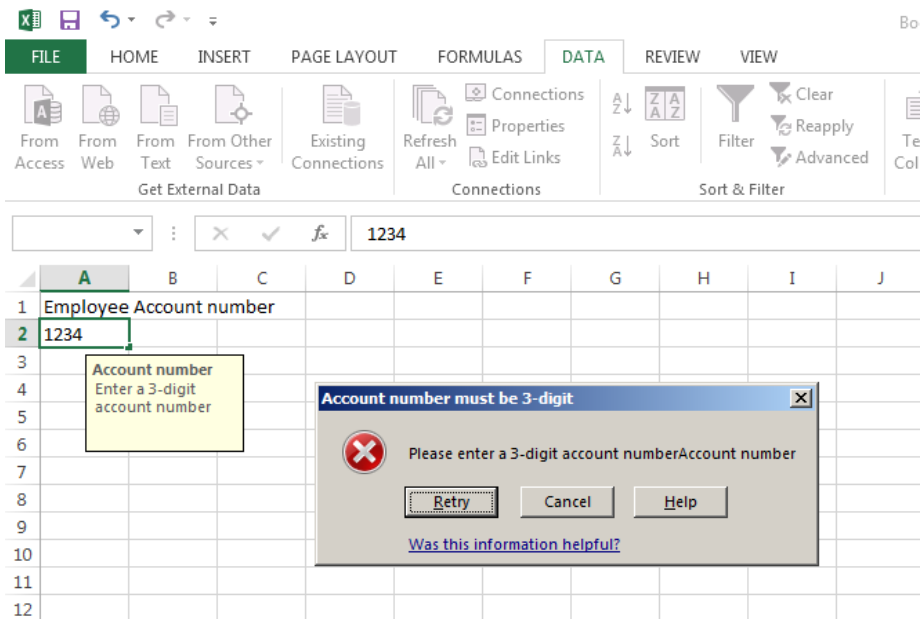 Bo
FILE HOME INSERT PAGE LAYOUT FORMULAS DATA REVIEW VIEW
From Access
From Web
From Text
From Other Sources
Existing Connections
Refresh All
Connections
Properties
Edit Links
Sort
Filter
Clear
Reapply
Advanced
Te
Col
Get External Data Connections Sort & Filter
fx 1234
A B C D E F G H I J
1 Employee Account number
2 1234
3
4
5
6
7
8
9
10
11
12
Account number
Enter a 3-digit
account number
Account number must be 3-digit
Please enter a 3-digit account numberAccount number
Retry Cancel Help
Was this information helpful?